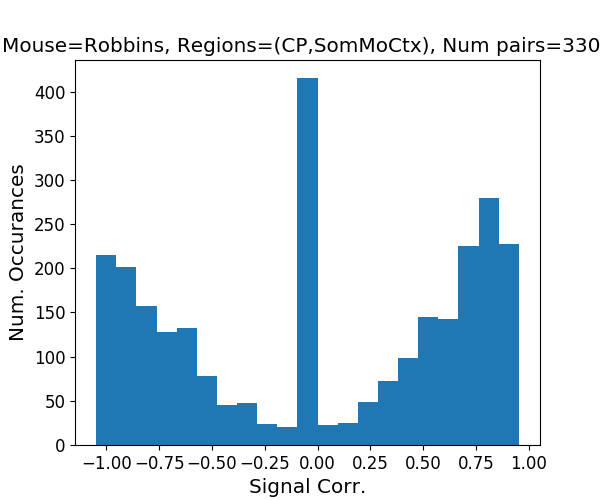 Mouse=Robbins, Regions=(CP,SomMoCtx), Num pairs=330
Num. Occurances
400
350
300
250
200
150
100
50
0
−1.00 −0.75 −0.50 −0.25 0.00 0.25 0.50 0.75 1.00
Signal Corr.